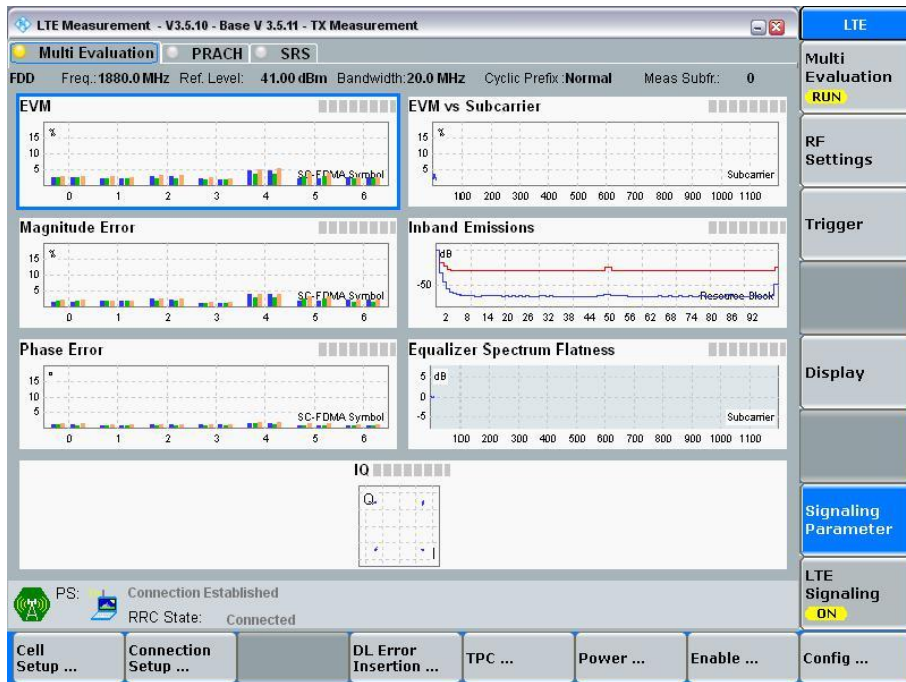 LTE Measurement - V3.5.10 - Base V 3.5.11 - TX Measurement
LTE
Multi Evaluation PRACH SRS
FDD Freq.: 1880.0 MHz Ref. Level: 41.00 dBm Bandwidth: 20.0 MHz Cyclic Prefix : Normal Meas Subfr.: 0
Multi
Evaluation
RUN
RF
Settings
Trigger
Display
Signaling
Parameter
LTE
Signaling
ON
EVM
%
15
10
5
SC-FDMA Symbol
0 1 2 3 4 5 6
EVM vs Subcarrier
%
15
10
5
Subcarrier
100 200 300 400 500 600 700 800 900 1000 1100
Magnitude Error
%
15
10
5
SC-FDMA Symbol
0 1 2 3 4 5 6
Inband Emissions
dB
-50
Resource Block
2 8 14 20 26 32 38 44 50 56 62 68 74 80 86 92
Phase Error
°
15
10
5
SC-FDMA Symbol
0 1 2 3 4 5 6
Equalizer Spectrum Flatness
5 dB
0
-5
Subcarrier
100 200 300 400 500 600 700 800 900 1000 1100
IQ
Q
I
PS: Connection Established
RRC State: Connected
Cell
Setup ...
Connection
Setup ...
DL Error
Insertion ...
TPC ...
Power ...
Enable ...
Config ...